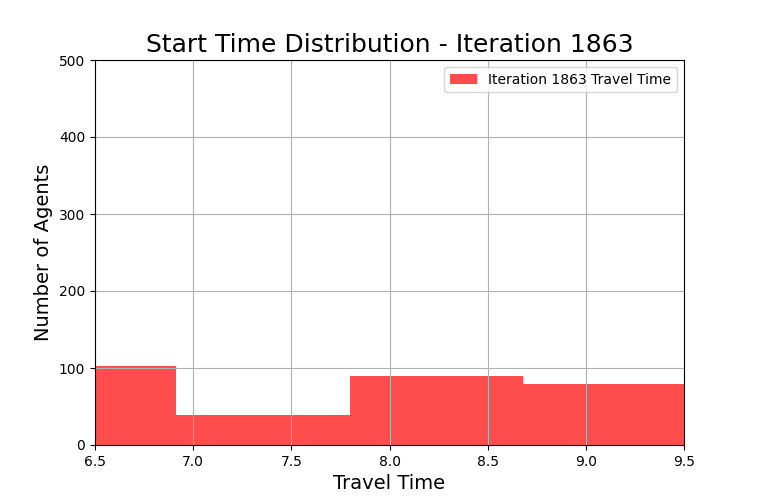 Start Time Distribution - Iteration 1863
500
400
300
200
100
0
Number of Agents
Iteration 1863 Travel Time
6.5 7.0 7.5 8.0 8.5 9.0 9.5
Travel Time